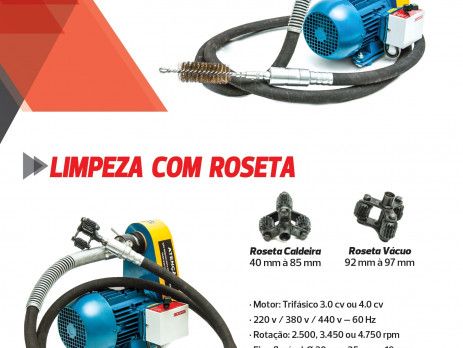 LIMPEZA COM ROSETA
Roseta Caldeira
40 mm à 85 mm
Roseta Vácuo
92 mm à 97 mm
· Motor: Trifásico 3.0 cv ou 4.0 cv
· 220 v / 380 v / 440 v – 60 Hz
· Rotação: 2.500, 3.450 ou 4.750 rpm